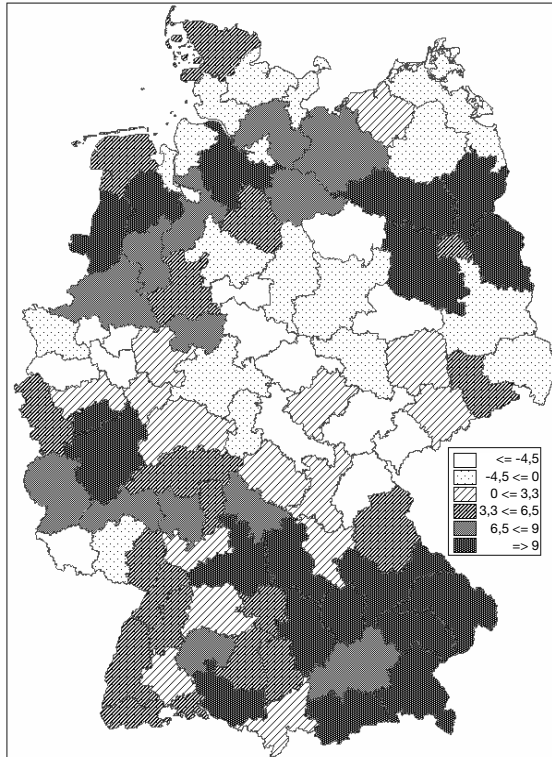 <= -4,5
-4,5 <= 0
0 <= 3,3
3,3 <= 6,5
6,5 <= 9
=> 9